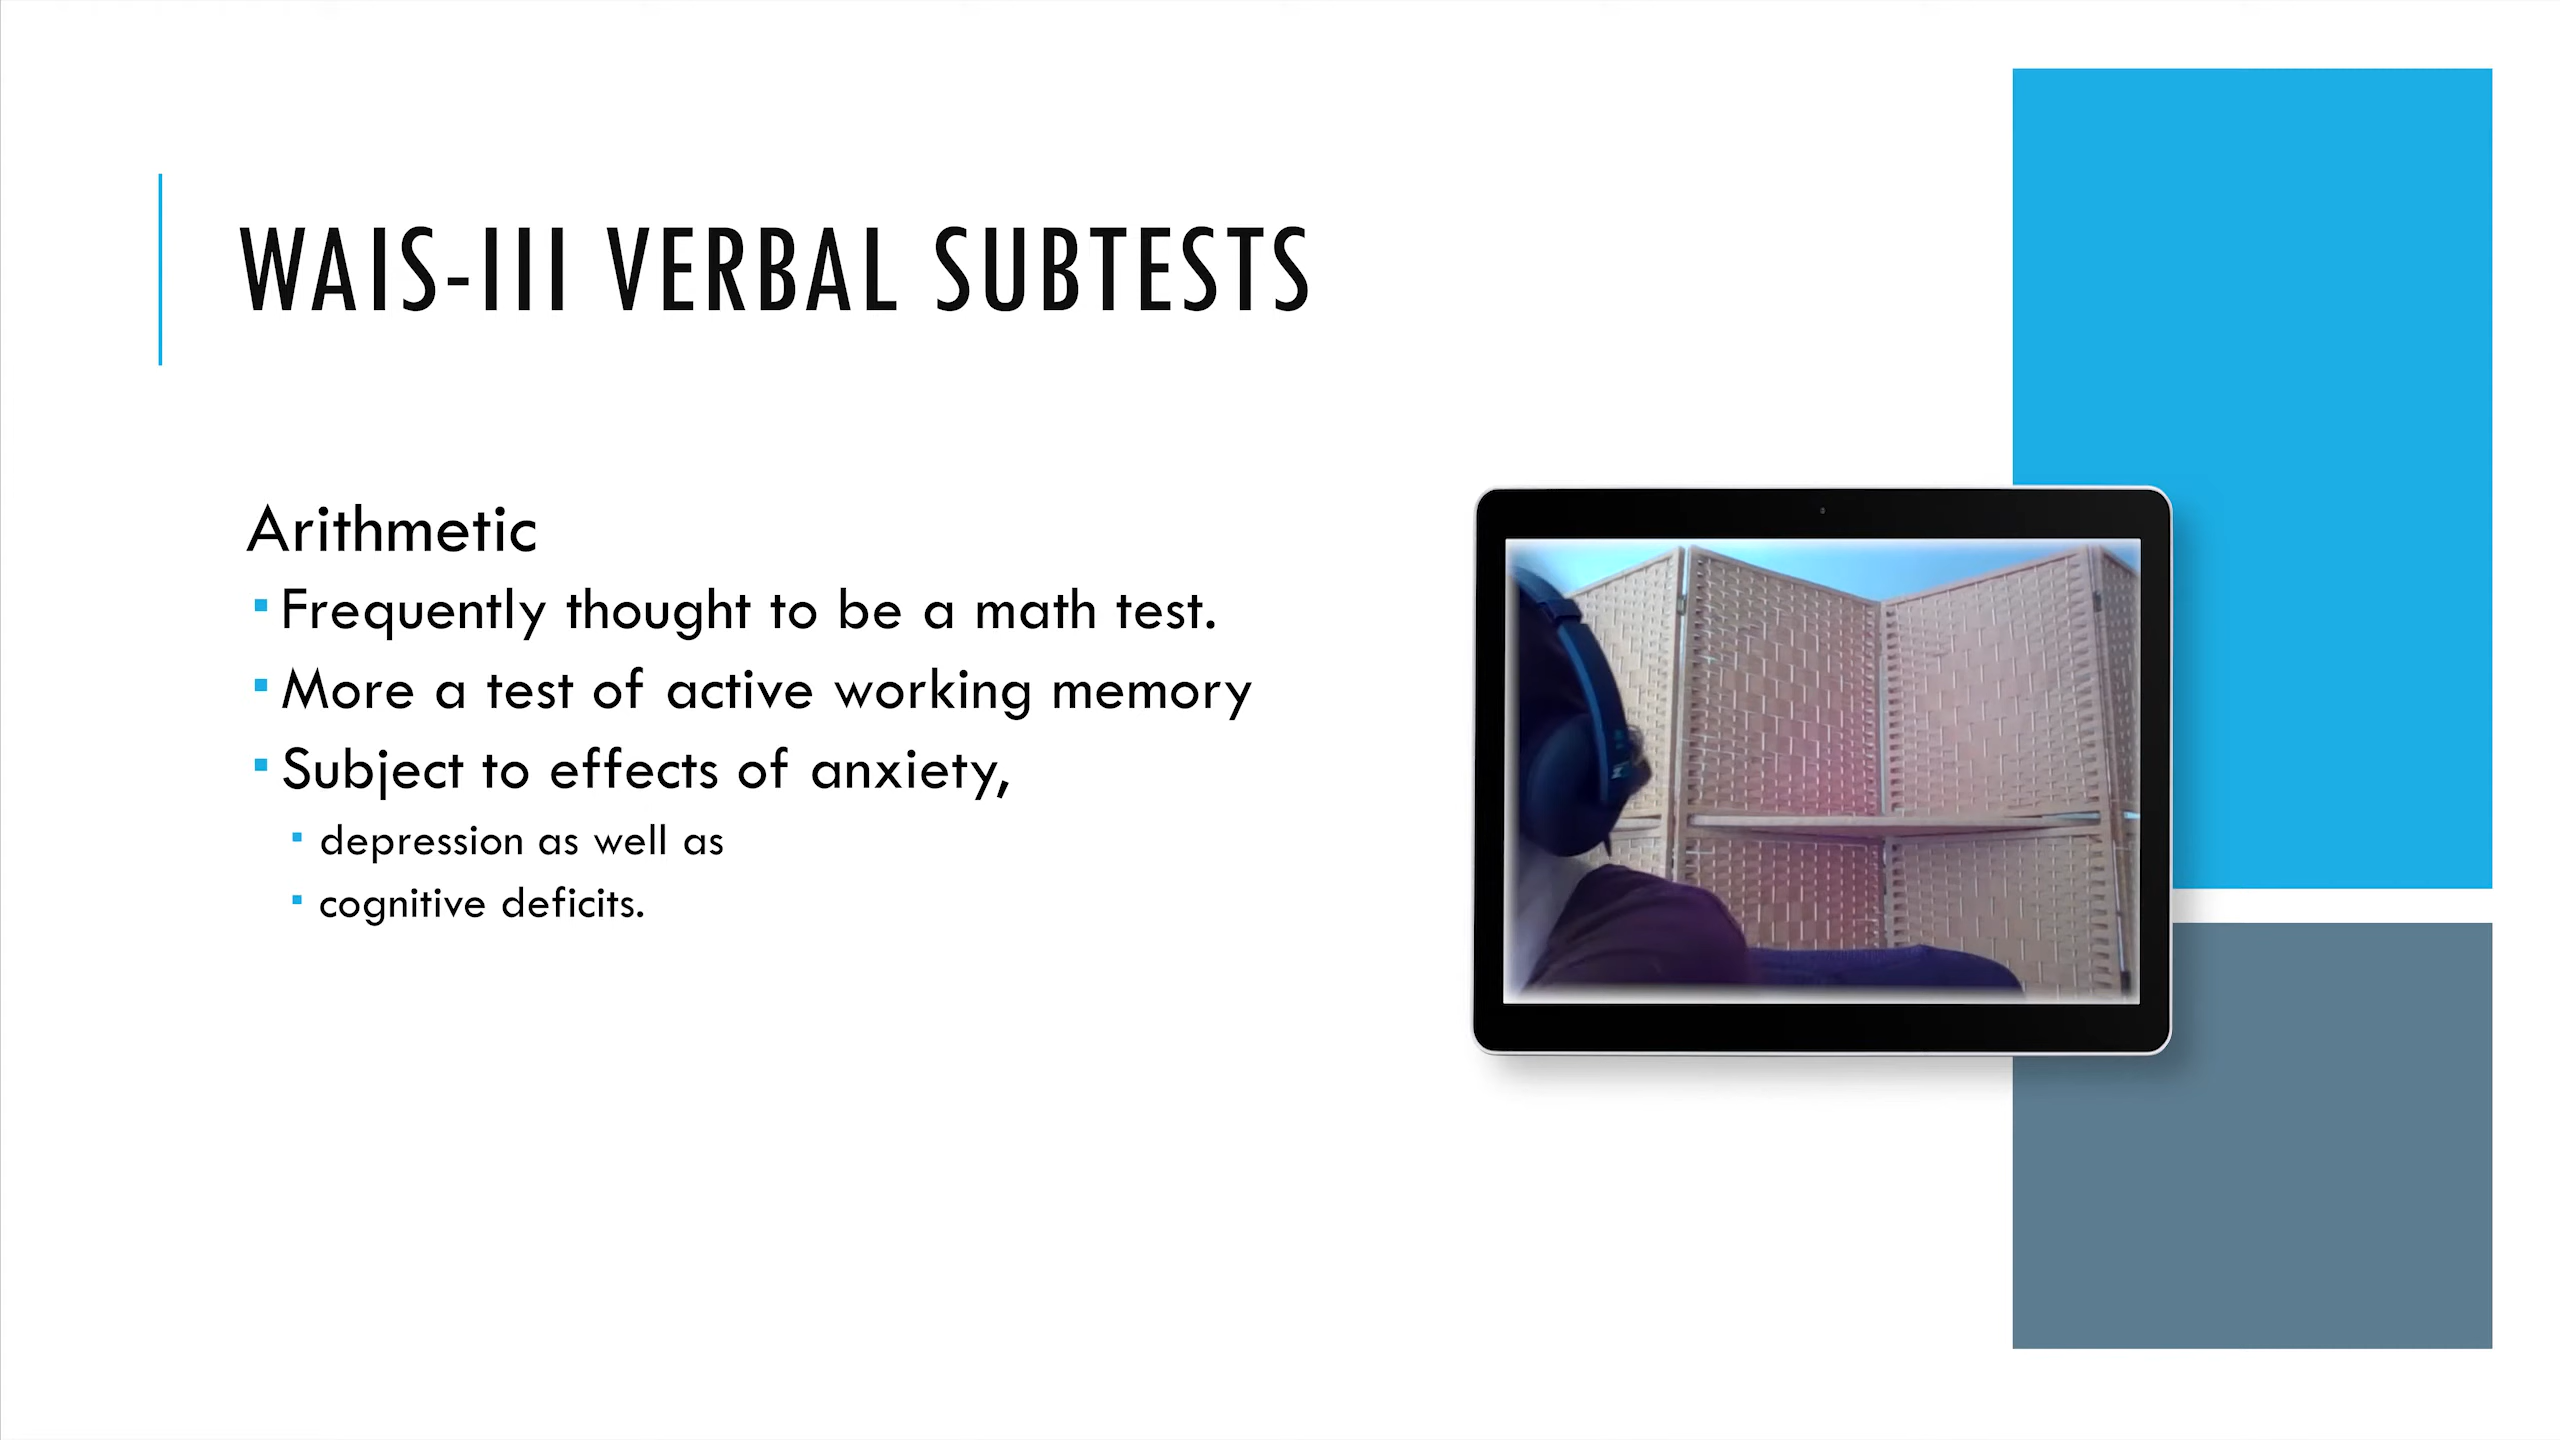 WAIS-III VERBAL SUBTESTS
Arithmetic
▪ Frequently thought to be a math test.
▪ More a test of active working memory
▪ Subject to effects of anxiety,
▪ depression as well as
▪ cognitive deficits.